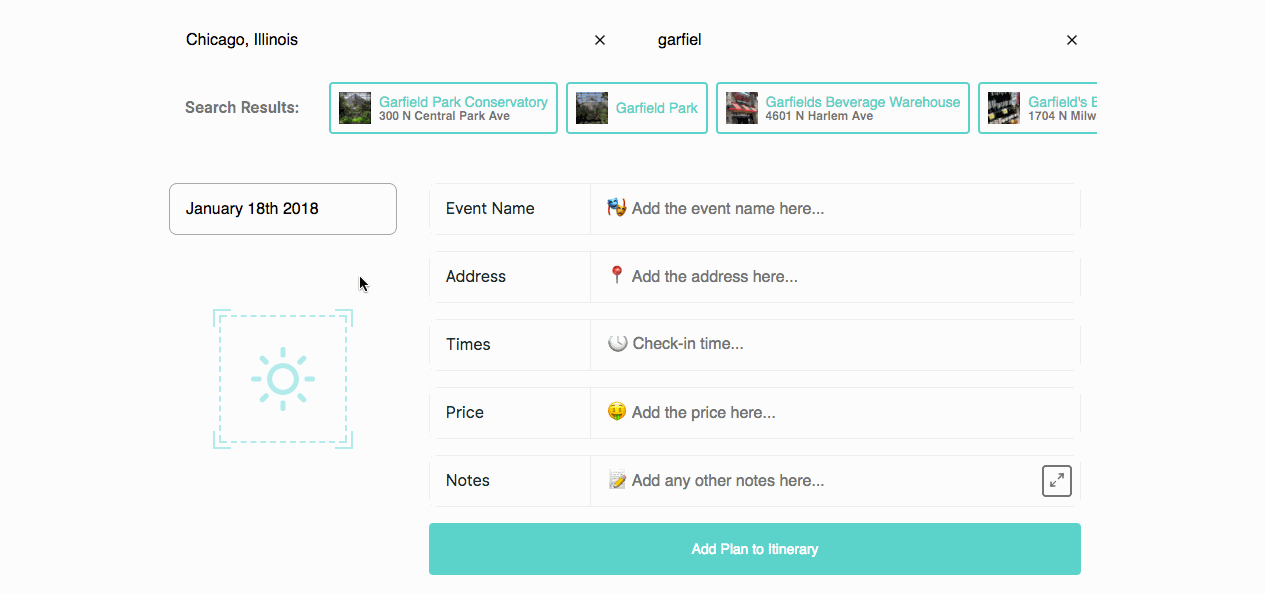 Chicago, Illinois
garfiel
Search Results:
Garfield Park Conservatory
300 N Central Park Ave
Garfield Park
Garfields Beverage Warehouse
4601 N Harlem Ave
Garfield's
1704 N Milw
January 18th 2018
Event Name
Add the event name here...
Address
Add the address here...
Times
Check-in time...
Price
Add the price here...
Notes
Add any other notes here...
Add Plan to Itinerary